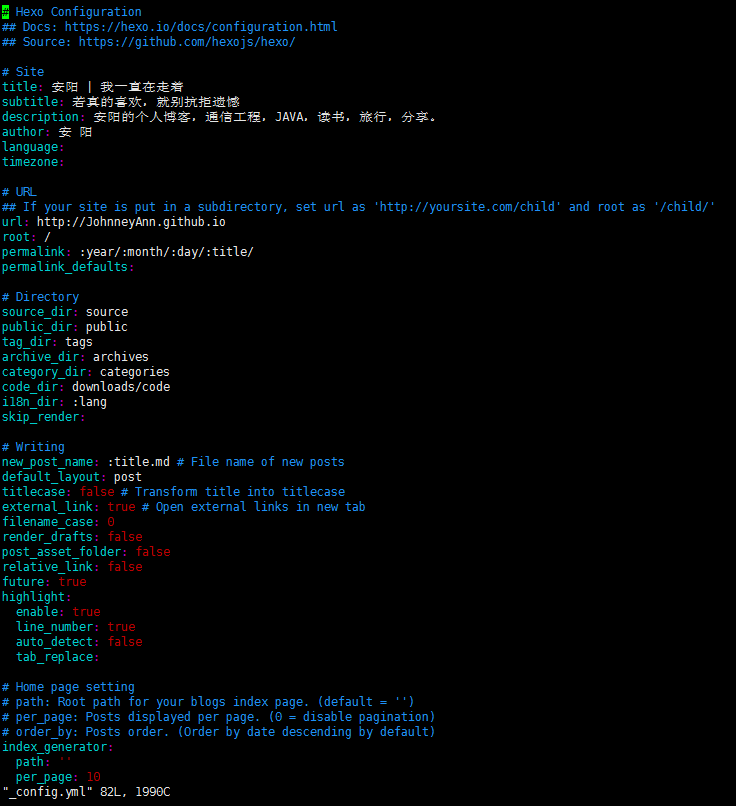 # Hexo Configuration
## Docs: https://hexo.io/docs/configuration.html
## Source: https://github.com/hexojs/hexo/

# Site
title: 安阳 | 我一直在走着
subtitle: 若真的喜欢, 就别抗拒遗憾
description: 安阳的个人博客, 通信工程, JAVA, 读书, 旅行, 分享。
author: 安 阳
language:
timezone:

# URL
## If your site is put in a subdirectory, set url as 'http://yoursite.com/child' and root as '/child/'
url: http://JohnneyAnn.github.io
root: /
permalink: :year/:month/:day/:title/
permalink_defaults:

# Directory
source_dir: source
public_dir: public
tag_dir: tags
archive_dir: archives
category_dir: categories
code_dir: downloads/code
i18n_dir: :lang
skip_render:

# Writing
new_post_name: :title.md # File name of new posts
default_layout: post
titlecase: false # Transform title into titlecase
external_link: true # Open external links in new tab
filename_case: 0
render_drafts: false
post_asset_folder: false
relative_link: false
future: true
highlight:
  enable: true
  line_number: true
  auto_detect: false
  tab_replace:

# Home page setting
# path: Root path for your blogs index page. (default = '')
# per_page: Posts displayed per page. (0 = disable pagination)
# order_by: Posts order. (Order by date descending by default)
index_generator:
  path: ''
  per_page: 10
"_config.yml" 82L, 1990C